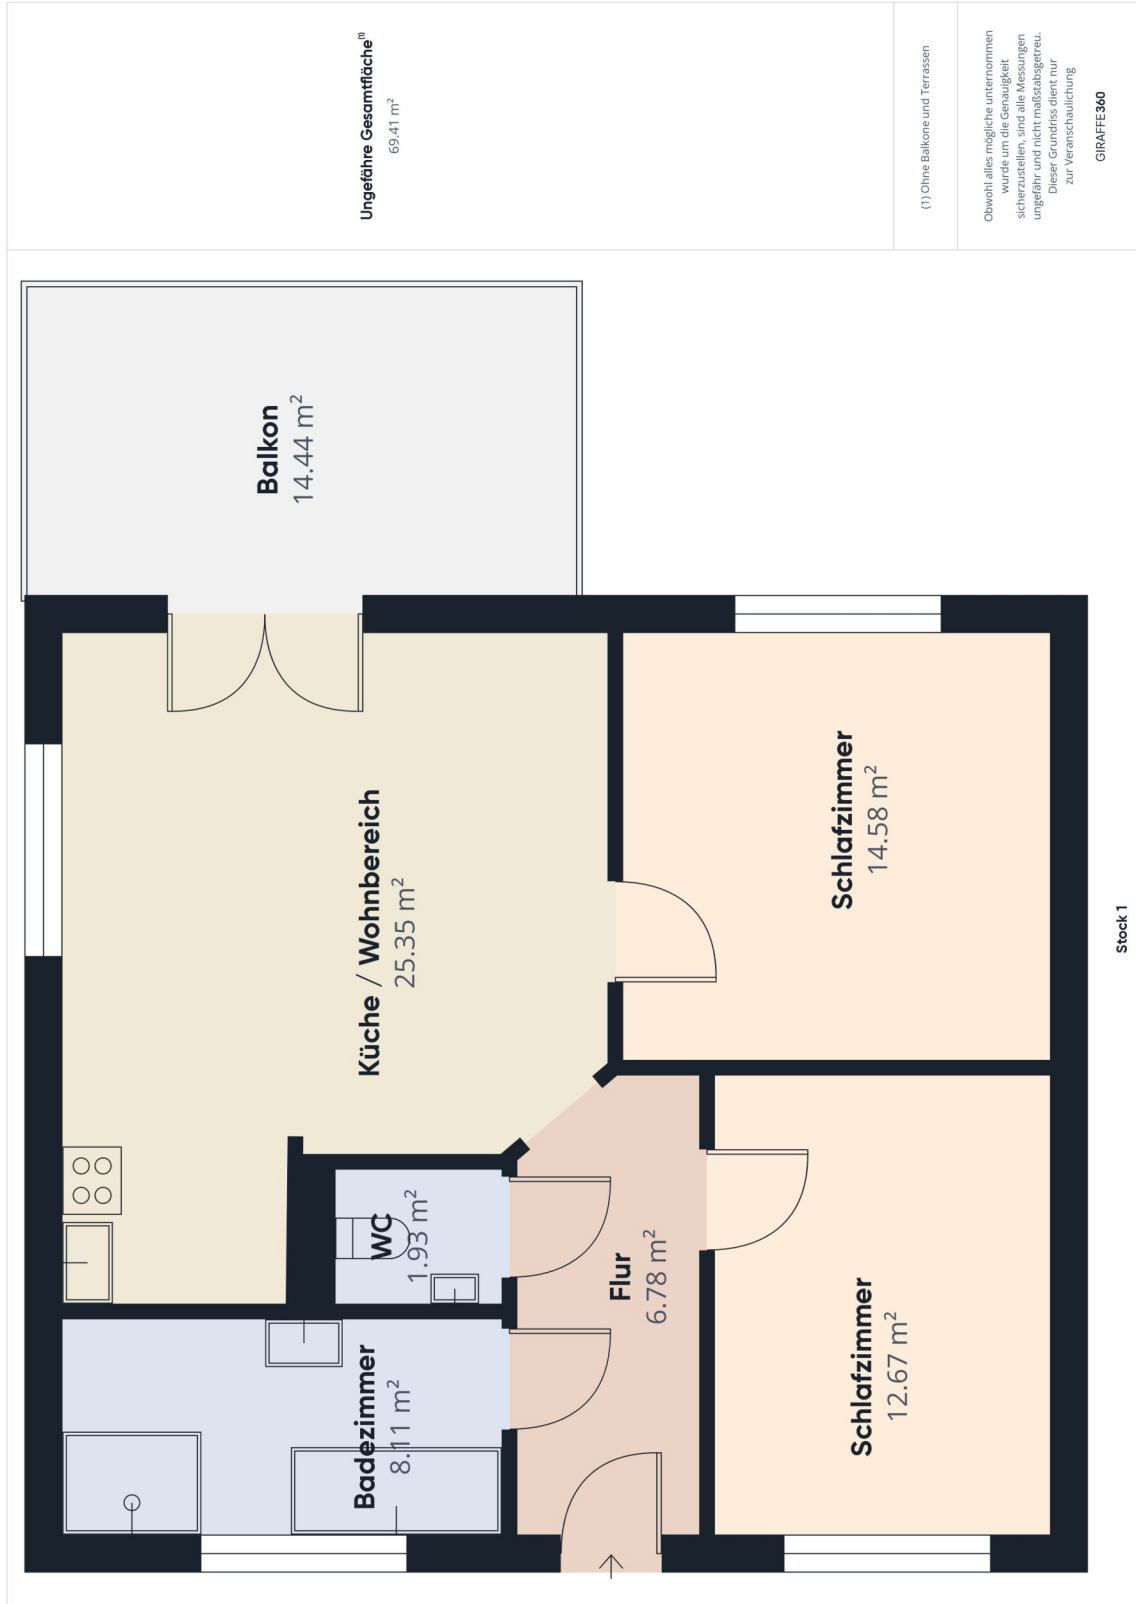 Badezimmer
8.11 m²
WC
1.93 m²
Küche / Wohnbereich
25.35 m²
Balkon
14.44 m²
Flur
6.78 m²
Schlafzimmer
12.67 m²
Schlafzimmer
14.58 m²
Stock 1
Ungefähre Gesamtfläche⁽¹⁾
69.41 m²
(1) Ohne Balkone und Terrassen
Obwohl alles mögliche unternommen
wurde um die Genauigkeit
sicherzustellen, sind alle Messungen
ungefähr und nicht maßstabsgetreu.
Dieser Grundriss dient nur
zur Veranschaulichung
GIRAFFE360